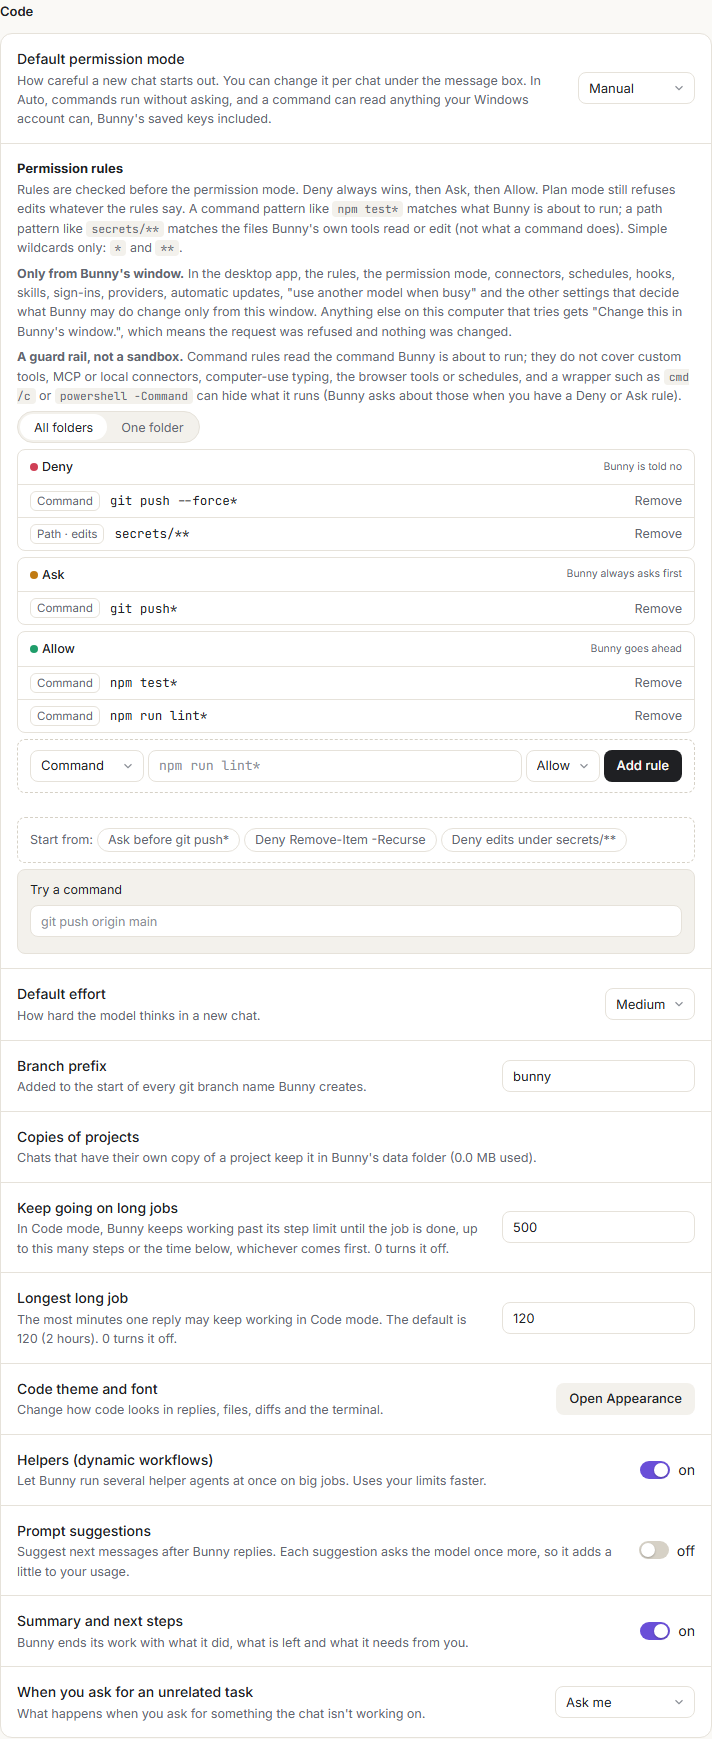 Code
Default permission mode
How careful a new chat starts out. You can change it per chat under the message box. In
Auto, commands run without asking, and a command can read anything your Windows
account can, Bunny's saved keys included.
Manual
Permission rules
Rules are checked before the permission mode. Deny always wins, then Ask, then Allow. Plan mode still refuses
edits whatever the rules say. A command pattern like npm test* matches what Bunny is about to run; a path
pattern like secrets/** matches the files Bunny's own tools read or edit (not what a command does). Simple
wildcards only: * and **.
Only from Bunny's window. In the desktop app, the rules, the permission mode, connectors, schedules, hooks,
skills, sign-ins, providers, automatic updates, "use another model when busy" and the other settings that decide
what Bunny may do change only from this window. Anything else on this computer that tries gets "Change this in
Bunny's window.", which means the request was refused and nothing was changed.
A guard rail, not a sandbox. Command rules read the command Bunny is about to run; they do not cover custom
tools, MCP or local connectors, computer-use typing, the browser tools or schedules, and a wrapper such as cmd
/c or powershell -Command can hide what it runs (Bunny asks about those when you have a Deny or Ask rule).
All folders One folder
Deny Bunny is told no
Command git push --force* Remove
Path · edits secrets/** Remove
Ask Bunny always asks first
Command git push* Remove
Allow Bunny goes ahead
Command npm test* Remove
Command npm run lint* Remove
Command npm run lint* Allow Add rule
Start from: Ask before git push* Deny Remove-Item -Recurse Deny edits under secrets/**
Try a command
git push origin main
Default effort
How hard the model thinks in a new chat.
Medium
Branch prefix
Added to the start of every git branch name Bunny creates.
bunny
Copies of projects
Chats that have their own copy of a project keep it in Bunny's data folder (0.0 MB used).
Keep going on long jobs
In Code mode, Bunny keeps working past its step limit until the job is done, up
to this many steps or the time below, whichever comes first. 0 turns it off.
500
Longest long job
The most minutes one reply may keep working in Code mode. The default is
120 (2 hours). 0 turns it off.
120
Code theme and font
Change how code looks in replies, files, diffs and the terminal.
Open Appearance
Helpers (dynamic workflows)
Let Bunny run several helper agents at once on big jobs. Uses your limits faster.
on
Prompt suggestions
Suggest next messages after Bunny replies. Each suggestion asks the model once more, so it adds a
little to your usage.
off
Summary and next steps
Bunny ends its work with what it did, what is left and what it needs from you.
on
When you ask for an unrelated task
What happens when you ask for something the chat isn't working on.
Ask me